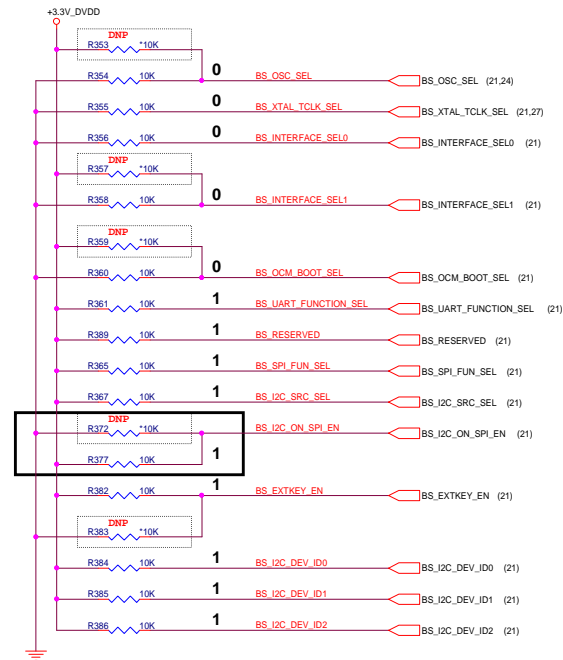 +3.3V_DVDD
DNP
R353 *10K
R354 10K 0 BS_OSC_SEL BS_OSC_SEL (21,24)
R355 10K 0 BS_XTAL_TCLK_SEL BS_XTAL_TCLK_SEL (21,27)
R356 10K 0 BS_INTERFACE_SEL0 BS_INTERFACE_SEL0 (21)
DNP
R357 *10K
R358 10K 0 BS_INTERFACE_SEL1 BS_INTERFACE_SEL1 (21)
DNP
R359 *10K
R360 10K 0 BS_OCM_BOOT_SEL BS_OCM_BOOT_SEL (21)
R361 10K 1 BS_UART_FUNCTION_SEL BS_UART_FUNCTION_SEL (21)
R389 10K 1 BS_RESERVED BS_RESERVED (21)
R365 10K 1 BS_SPI_FUN_SEL BS_SPI_FUN_SEL (21)
R367 10K 1 BS_I2C_SRC_SEL BS_I2C_SRC_SEL (21)
DNP
R372 *10K BS_I2C_ON_SPI_EN BS_I2C_ON_SPI_EN (21)
R377 10K 1
R382 10K 1 BS_EXTKEY_EN BS_EXTKEY_EN (21)
DNP
R383 *10K
R384 10K 1 BS_I2C_DEV_ID0 BS_I2C_DEV_ID0 (21)
R385 10K 1 BS_I2C_DEV_ID1 BS_I2C_DEV_ID1 (21)
R386 10K 1 BS_I2C_DEV_ID2 BS_I2C_DEV_ID2 (21)